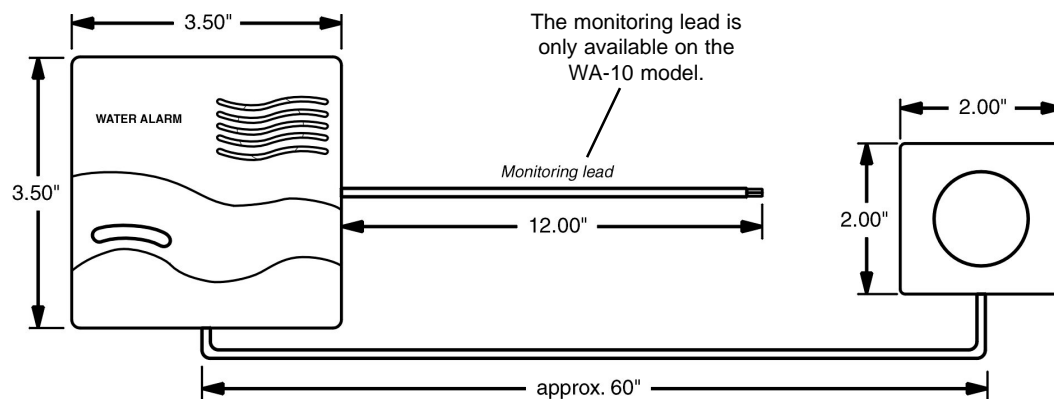 3.50"
The monitoring lead is
only available on the
WA-10 model.
WATER ALARM
2.00"
Monitoring lead
3.50"
2.00"
12.00"
approx. 60"